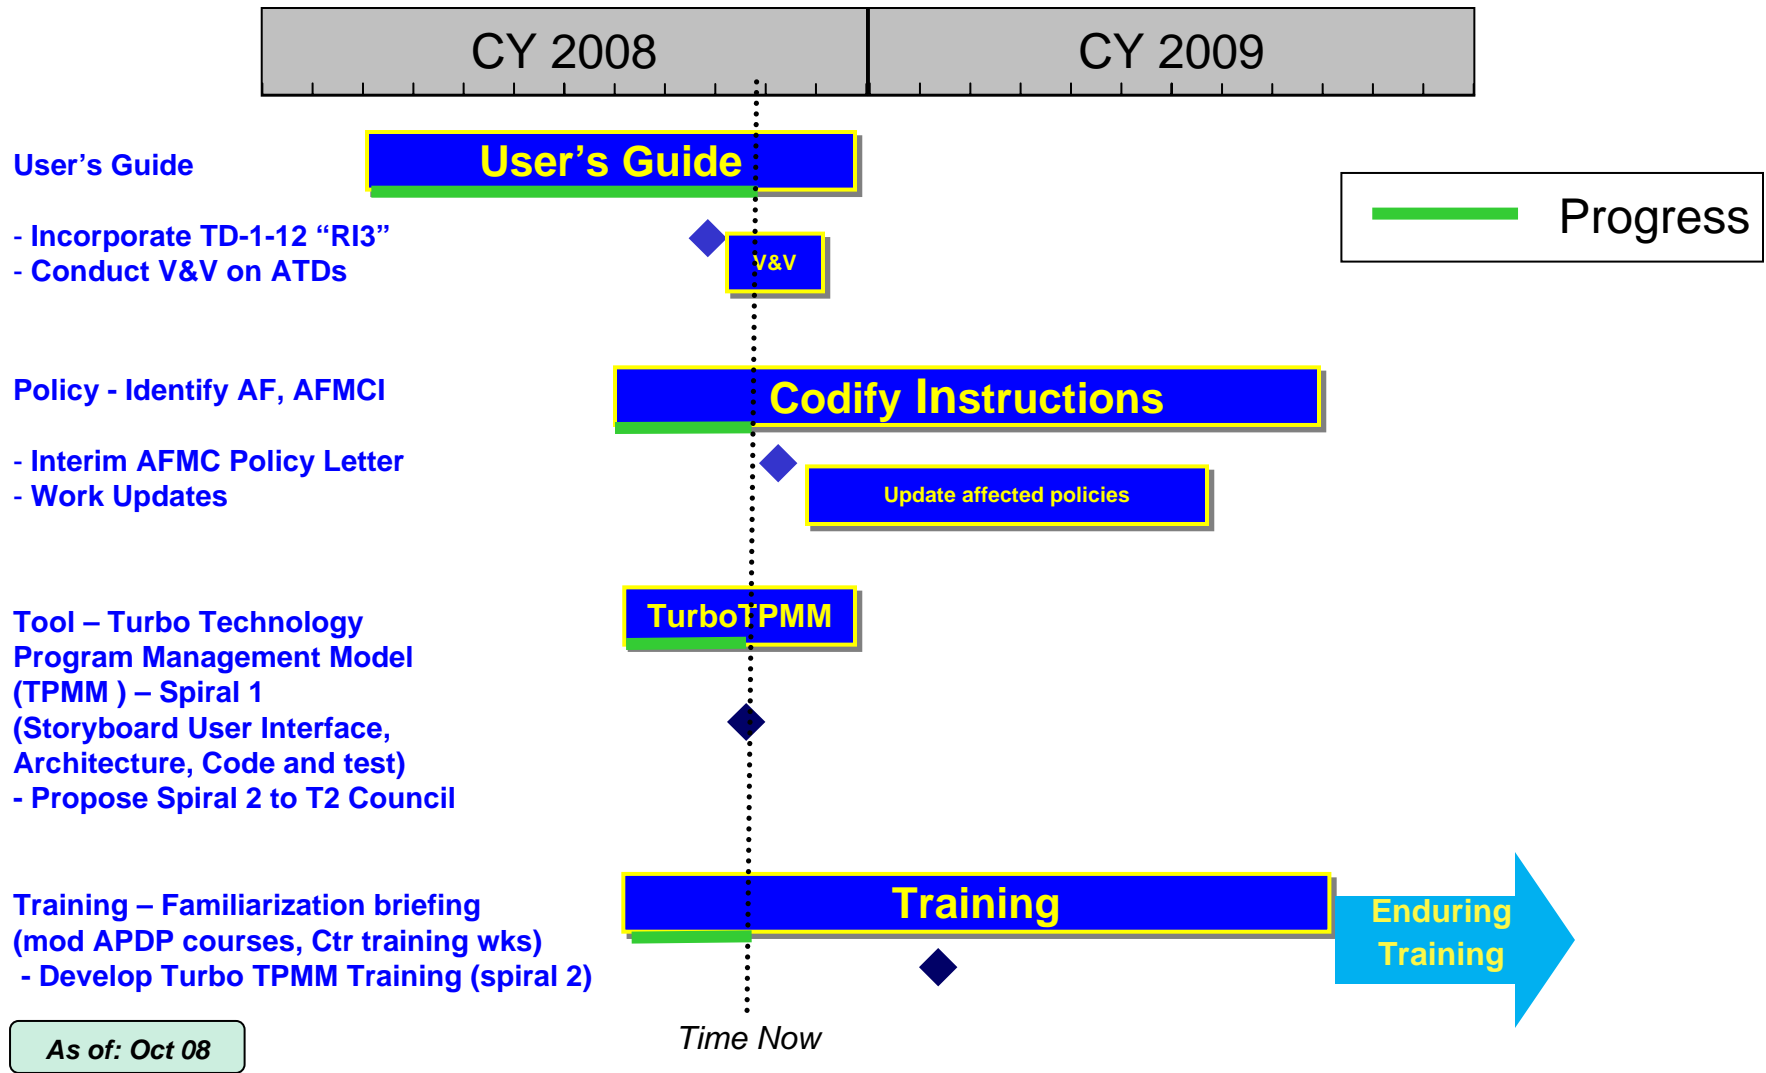 CY 2008
CY 2009
User’s Guide
User’s Guide
Progress
- Incorporate TD-1-12 “RI3”
- Conduct V&V on ATDs
V&V
Policy - Identify AF, AFMCI
Codify Instructions
- Interim AFMC Policy Letter
- Work Updates
Update affected policies
Tool – Turbo Technology
Program Management Model
(TPMM ) – Spiral 1
(Storyboard User Interface,
Architecture, Code and test)
- Propose Spiral 2 to T2 Council
TurboTPMM
Training – Familiarization briefing
(mod APDP courses, Ctr training wks)
- Develop Turbo TPMM Training (spiral 2)
Training
Enduring
Training
Time Now
As of: Oct 08